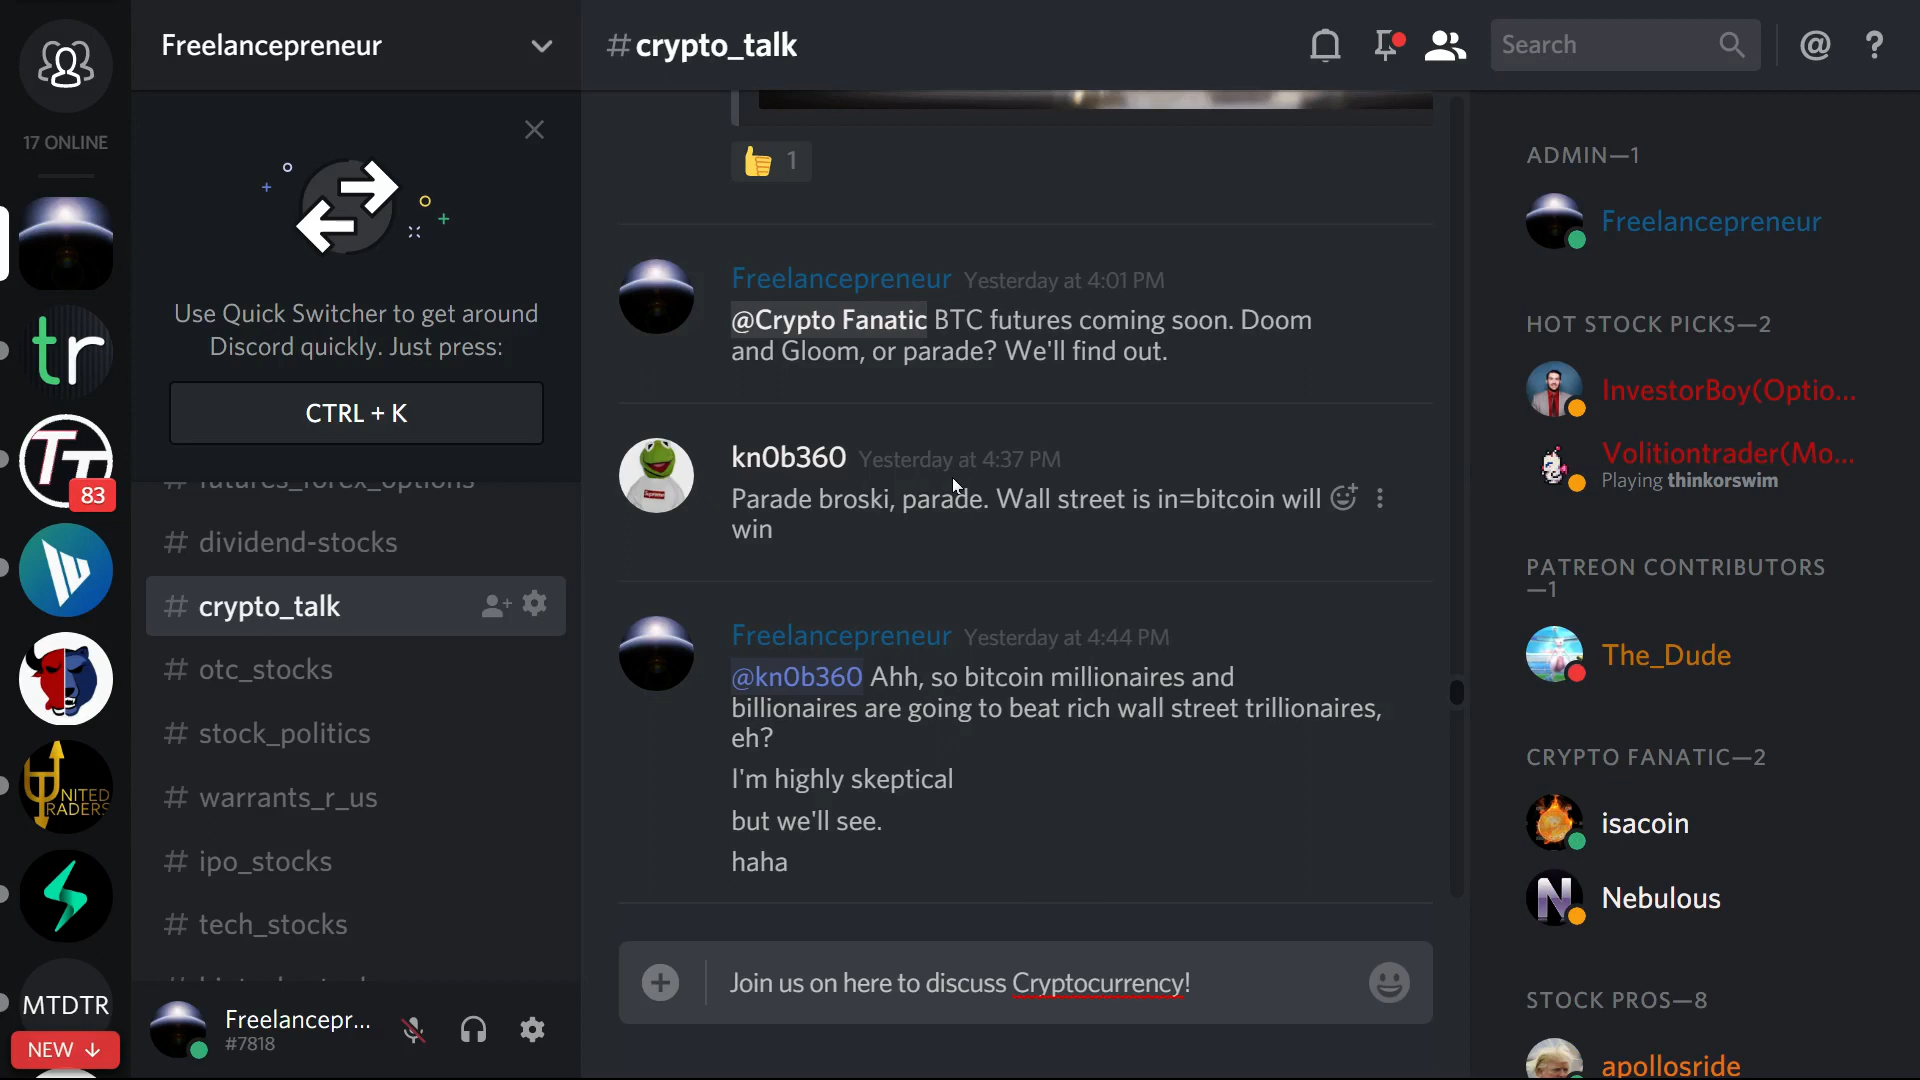 17 ONLINE
tr
TT
83
UNITED
TRADERS
MTDTR
NEW ↓
Freelancepreneur
Use Quick Switcher to get around
Discord quickly. Just press:
CTRL + K
# futures_forex_options
# dividend-stocks
# crypto_talk
# otc_stocks
# stock_politics
# warrants_r_us
# ipo_stocks
# tech_stocks
Freelancepr...
#7818
#crypto_talk
Search
@ ?
👍 1
Freelancepreneur Yesterday at 4:01 PM
@Crypto Fanatic BTC futures coming soon. Doom
and Gloom, or parade? We'll find out.
kn0b360 Yesterday at 4:37 PM
Parade broski, parade. Wall street is in=bitcoin will
win
Freelancepreneur Yesterday at 4:44 PM
@kn0b360 Ahh, so bitcoin millionaires and
billionaires are going to beat rich wall street trillionaires,
eh?
I'm highly skeptical
but we'll see.
haha
Join us on here to discuss Cryptocurrency!
ADMIN—1
Freelancepreneur
HOT STOCK PICKS—2
InvestorBoy(Optio...
Volitiontrader(Mo...
Playing thinkorswim
PATREON CONTRIBUTORS
—1
The_Dude
CRYPTO FANATIC—2
isacoin
N
Nebulous
STOCK PROS—8
apollosride